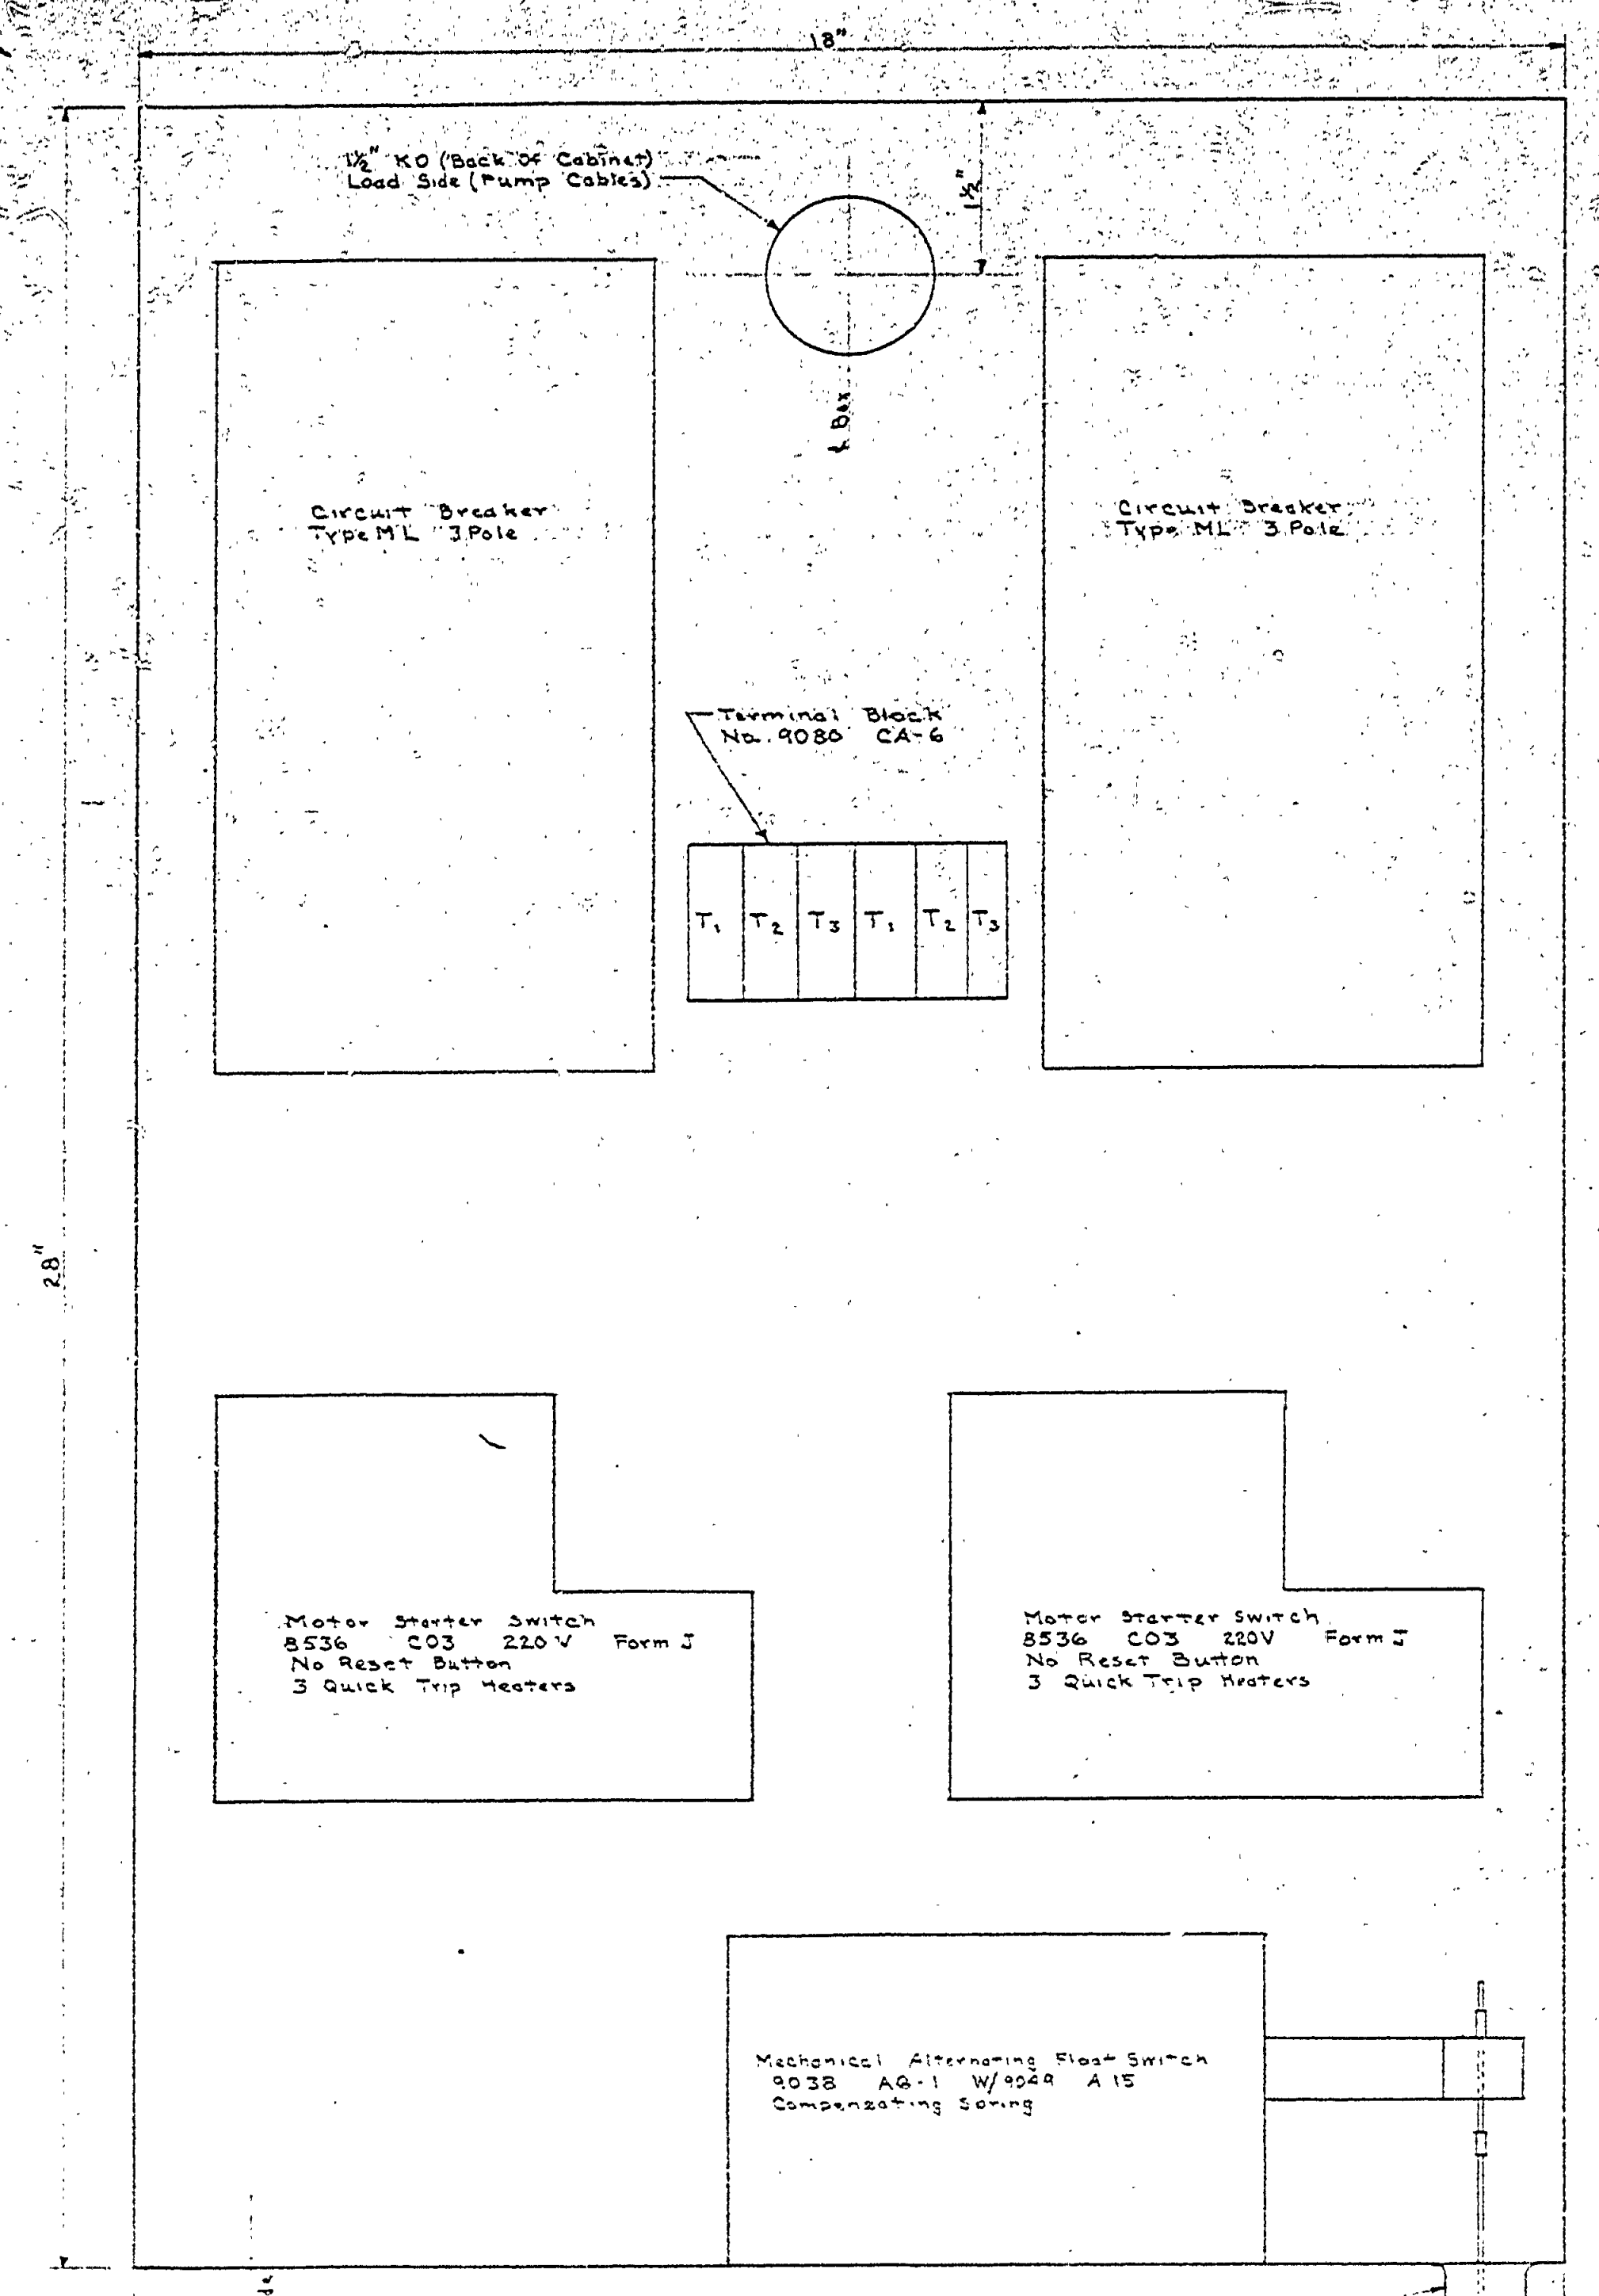 18"
1½" KO (Back Of Cabinet)
Load Side (Pump Cables)
1½"
℄ Box
Circuit Breaker
Type ML 3 Pole
Circuit Breaker
Type ML 3 Pole
Terminal Block
No. 9080 CA-6
T₁ T₂ T₃ T₁ T₂ T₃
28"
Motor Starter Switch
8536 CO3 220V Form J
No Reset Button
3 Quick Trip Heaters
Motor Starter Switch
8536 CO3 220V Form J
No Reset Button
3 Quick Trip Heaters
Mechanical Alternating Float Switch
9038 AG-1 W/9049 A 15
Compensating Spring